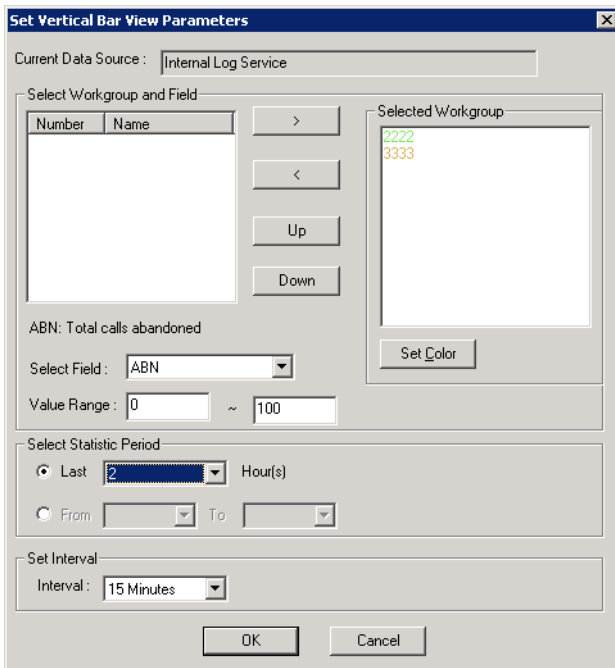 Set Vertical Bar View Parameters
Current Data Source : Internal Log Service
Select Workgroup and Field
Number Name
>
<
Up
Down
Selected Workgroup
2222
3333
Set Color
ABN: Total calls abandoned
Select Field : ABN
Value Range : 0 ~ 100
Select Statistic Period
Last 2 Hour(s)
From To
Set Interval
Interval : 15 Minutes
OK Cancel